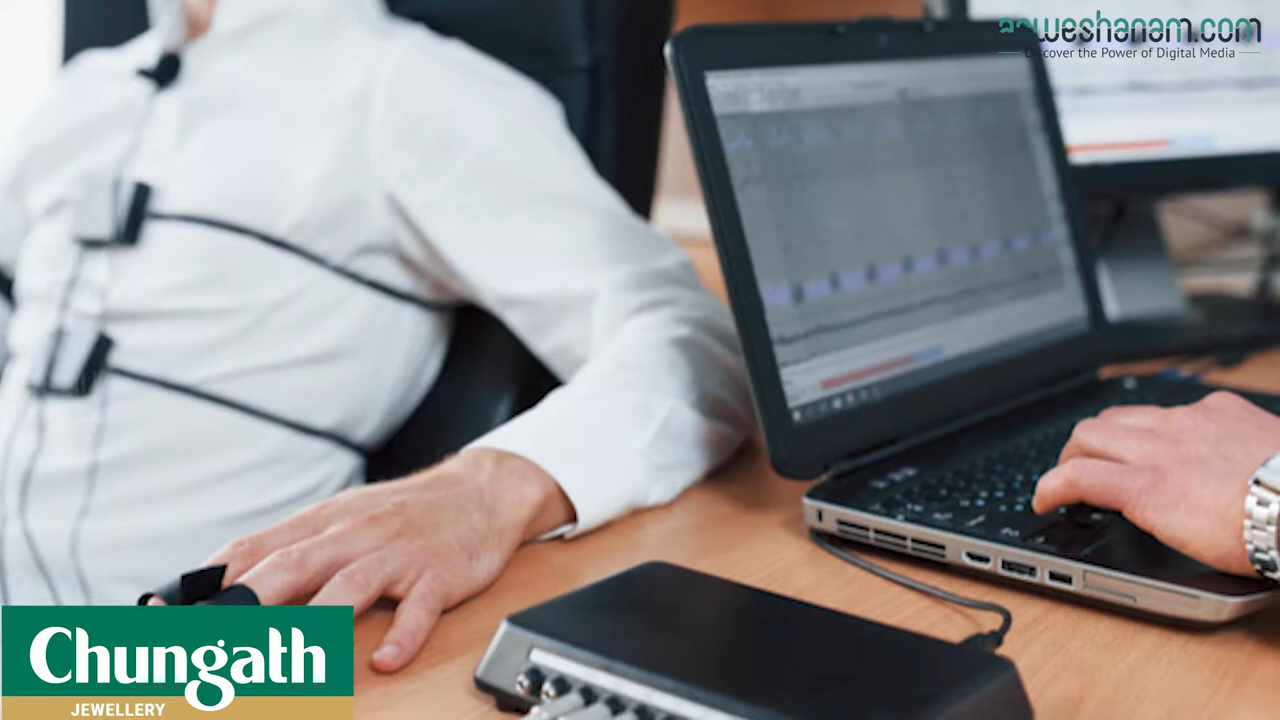 anweshanam.com
Discover the Power of Digital Media
Chungath
JEWELLERY